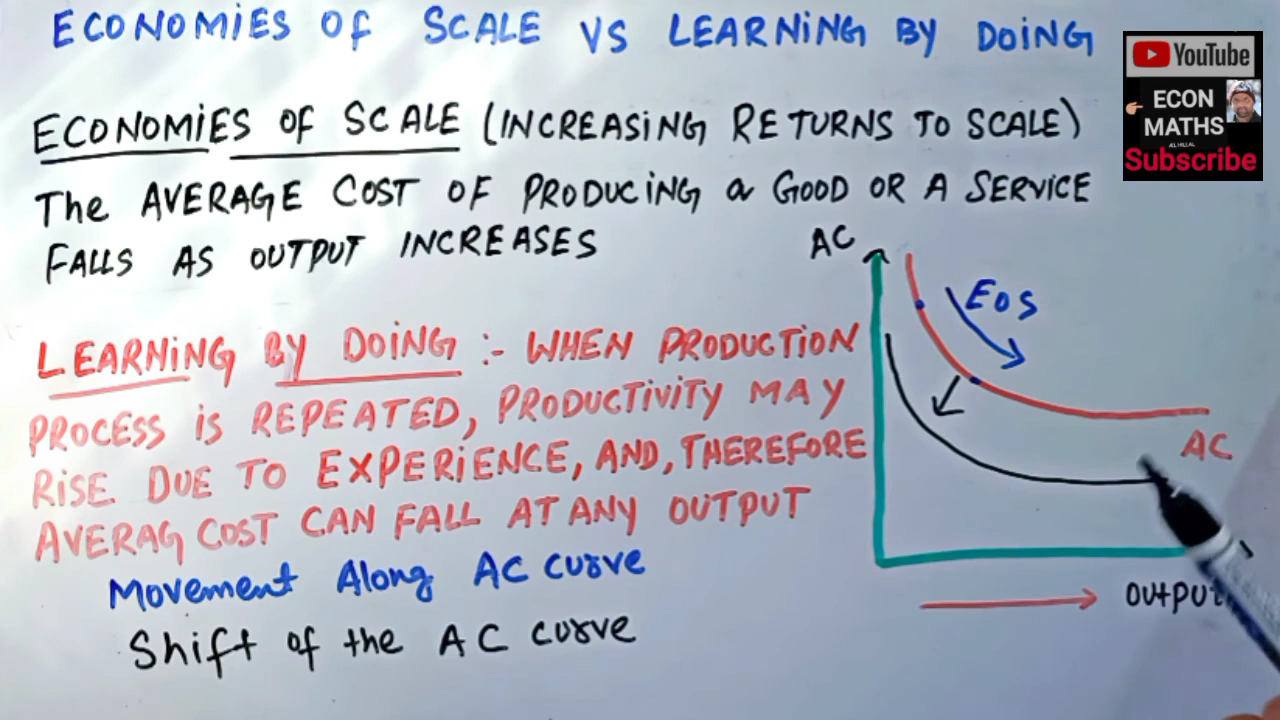 ECONOMIES OF SCALE VS LEARNING BY DOING
YouTube
ECON
MATHS
Subscribe
ECONOMIES OF SCALE (INCREASING RETURNS TO SCALE)
The AVERAGE COST OF PRODUCING a GOOD OR A SERVICE
FALLS AS OUTPUT INCREASES
AC
EOS
AC
OUTPUT
LEARNING BY DOING :- WHEN PRODUCTION
PROCESS IS REPEATED, PRODUCTIVITY MAY
RISE DUE TO EXPERIENCE, AND, THEREFORE
AVERAG COST CAN FALL AT ANY OUTPUT
Movement Along AC curve
Shift of the AC curve